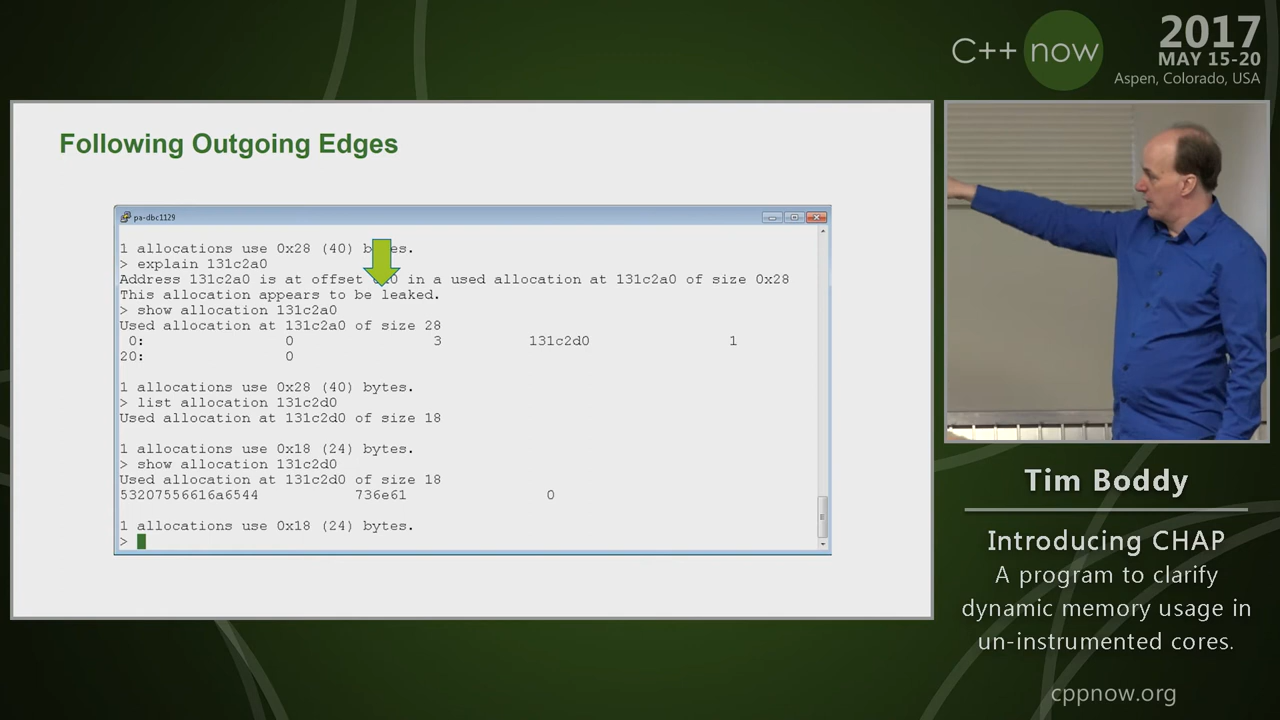 C++ now
2017
MAY 15-20
Aspen, Colorado, USA
Following Outgoing Edges
pa-dbc1129
1 allocations use 0x28 (40) bytes.
> explain 131c2a0
Address 131c2a0 is at offset 0x0 in a used allocation at 131c2a0 of size 0x28
This allocation appears to be leaked.
> show allocation 131c2a0
Used allocation at 131c2a0 of size 28
0: 0 3 131c2d0 1
20: 0
1 allocations use 0x28 (40) bytes.
> list allocation 131c2d0
Used allocation at 131c2d0 of size 18
1 allocations use 0x18 (24) bytes.
> show allocation 131c2d0
Used allocation at 131c2d0 of size 18
53207556616a6544 736e61 0
1 allocations use 0x18 (24) bytes.
>
Tim Boddy
Introducing CHAP
A program to clarify
dynamic memory usage in
un-instrumented cores.
cppnow.org